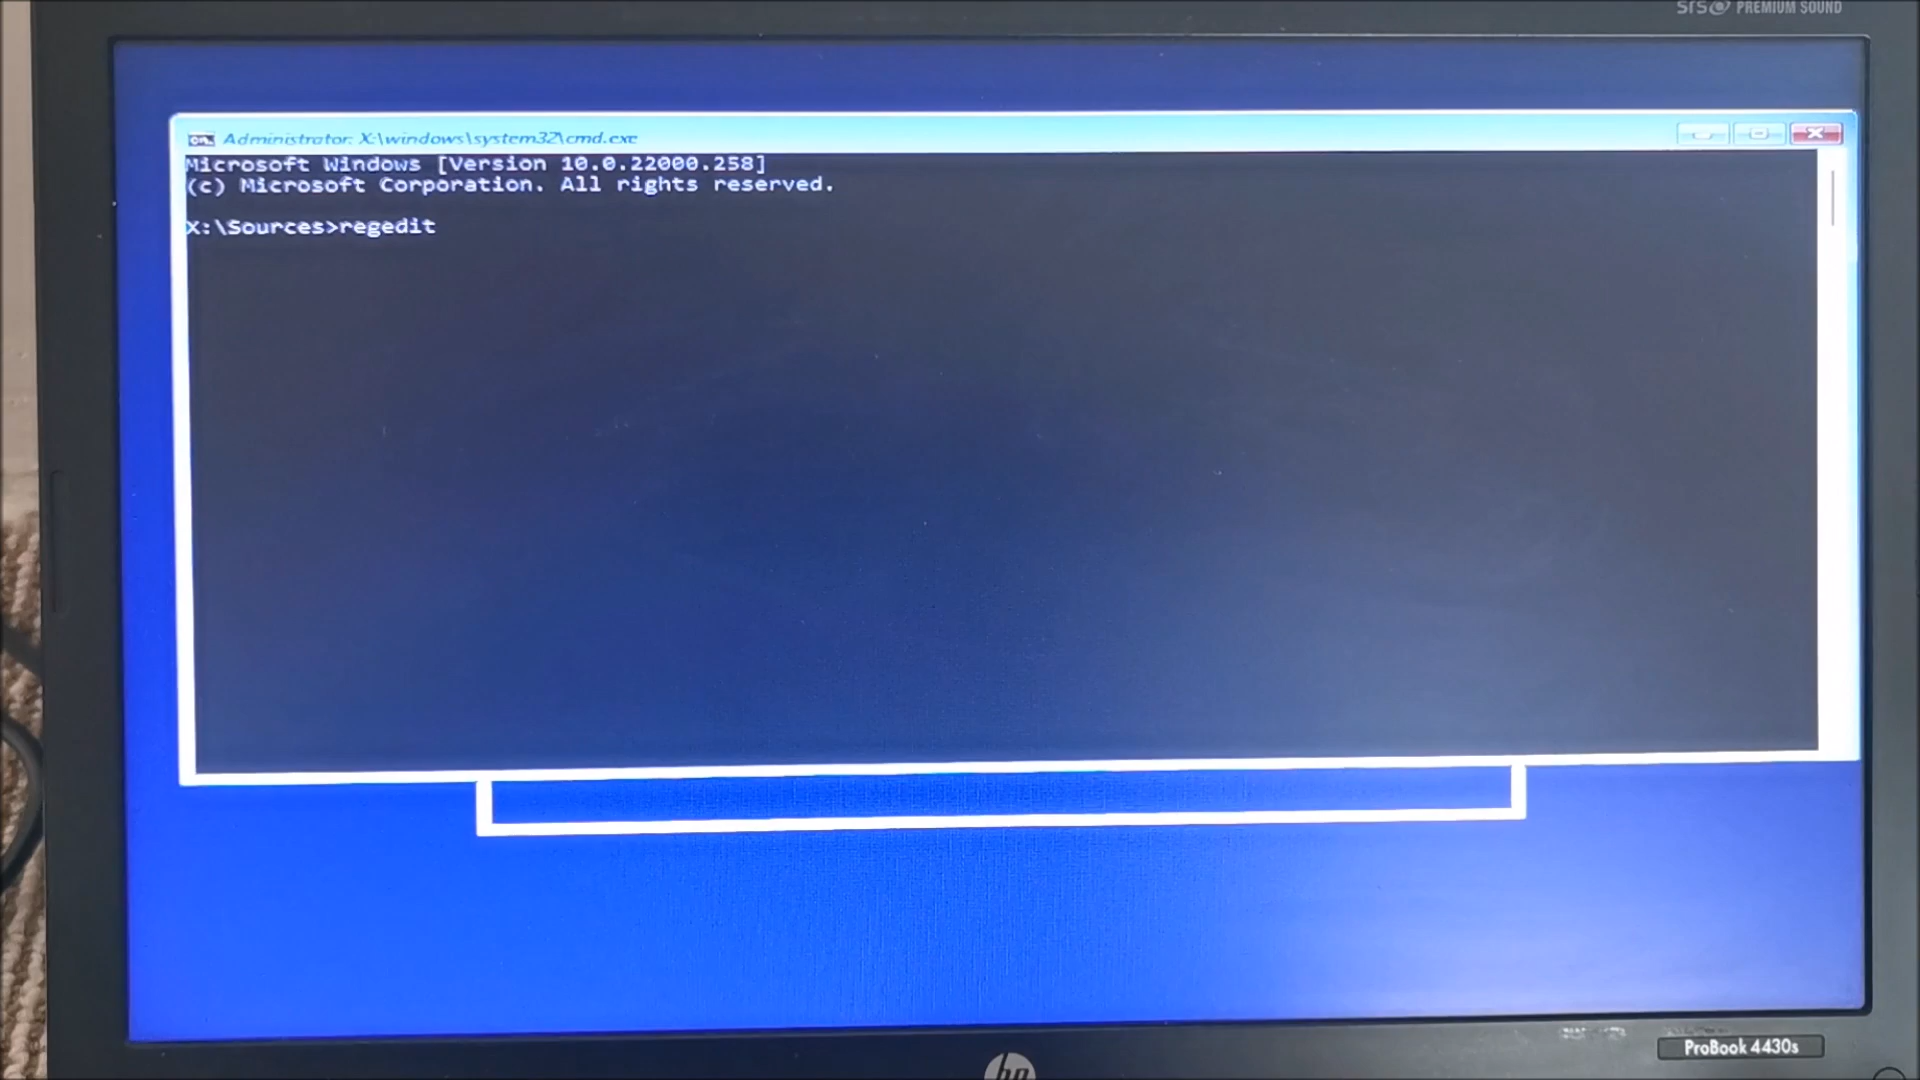 SRS PREMIUM SOUND
Administrator: X:\windows\system32\cmd.exe
Microsoft Windows [Version 10.0.22000.258]
(c) Microsoft Corporation. All rights reserved.
X:\Sources>regedit
ProBook 4430s
hp